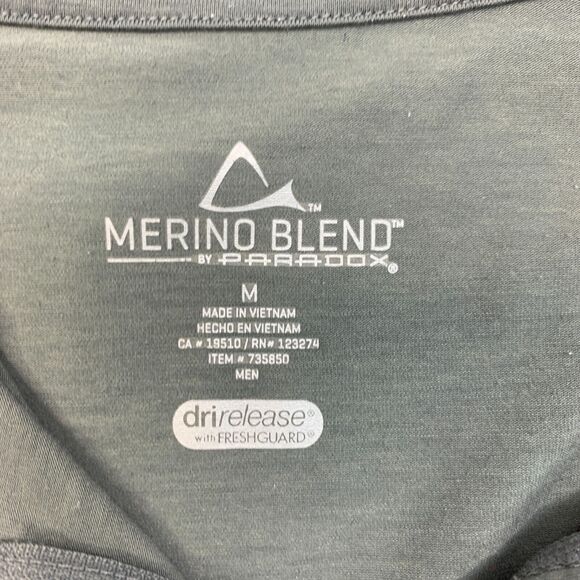 ™
MERINO BLEND™
BY PARADOX®
M
MADE IN VIETNAM
HECHO EN VIETNAM
CA # 19510 / RN# 123274
ITEM # 735850
MEN
drirelease®
with FRESHGUARD®